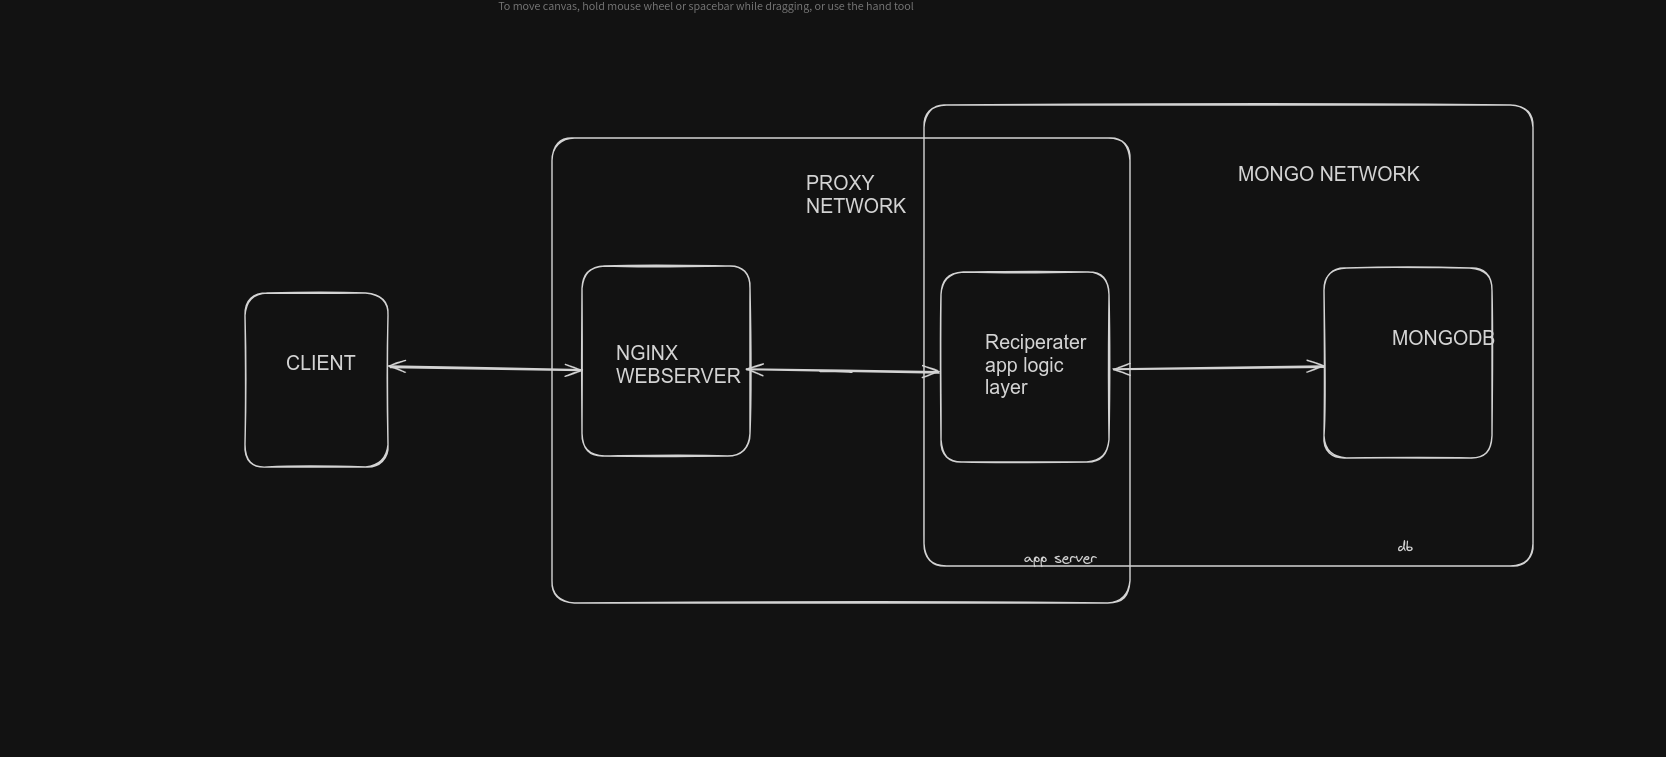 To move canvas, hold mouse wheel or spacebar while dragging, or use the hand tool
PROXY
NETWORK
MONGO NETWORK
CLIENT
NGINX
WEBSERVER
Reciperater
app logic
layer
MONGODB
app server
db